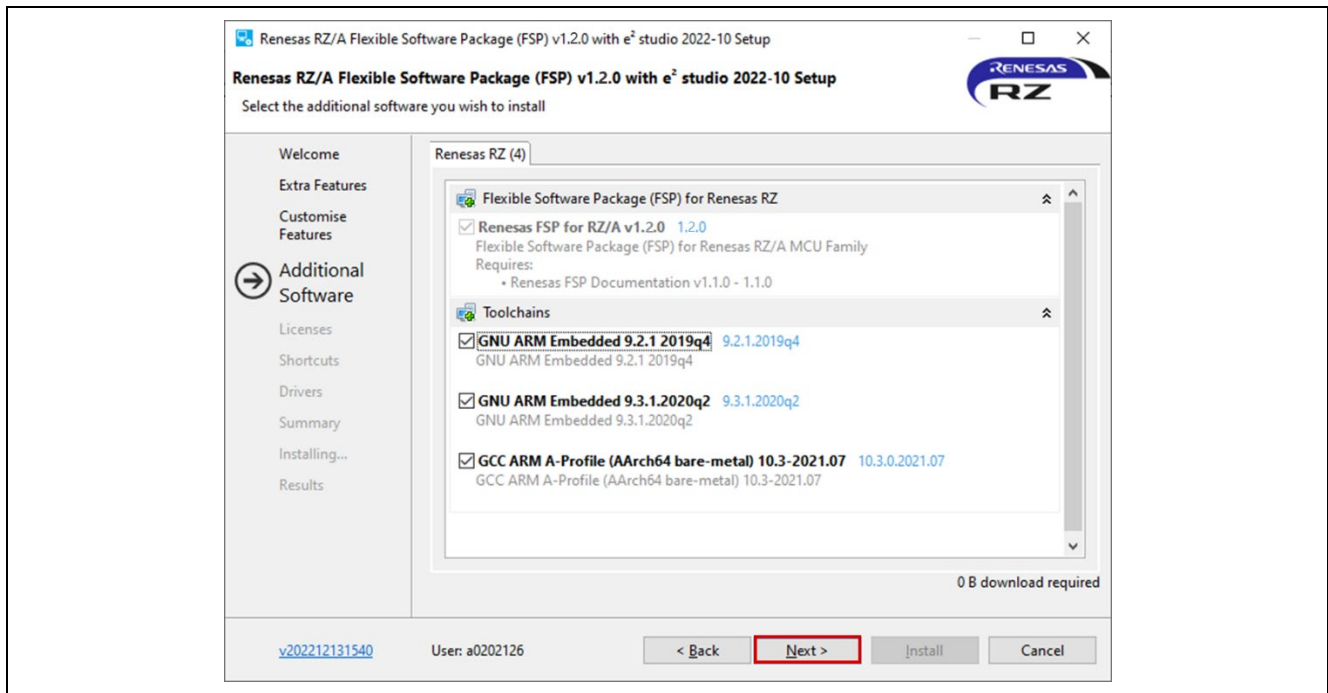 Renesas RZ/A Flexible Software Package (FSP) v1.2.0 with e² studio 2022-10 Setup
Renesas RZ/A Flexible Software Package (FSP) v1.2.0 with e² studio 2022-10 Setup
Select the additional software you wish to install
RENESAS
RZ
Welcome
Extra Features
Customise
Features
Additional
Software
Licenses
Shortcuts
Drivers
Summary
Installing...
Results
Renesas RZ (4)
Flexible Software Package (FSP) for Renesas RZ
Renesas FSP for RZ/A v1.2.0 1.2.0
Flexible Software Package (FSP) for Renesas RZ/A MCU Family
Requires:
• Renesas FSP Documentation v1.1.0 - 1.1.0
Toolchains
GNU ARM Embedded 9.2.1 2019q4 9.2.1.2019q4
GNU ARM Embedded 9.2.1 2019q4
GNU ARM Embedded 9.3.1.2020q2 9.3.1.2020q2
GNU ARM Embedded 9.3.1.2020q2
GCC ARM A-Profile (AArch64 bare-metal) 10.3-2021.07 10.3.0.2021.07
GCC ARM A-Profile (AArch64 bare-metal) 10.3-2021.07
0 B download required
v202212131540
User: a0202126
< Back
Next >
Install
Cancel